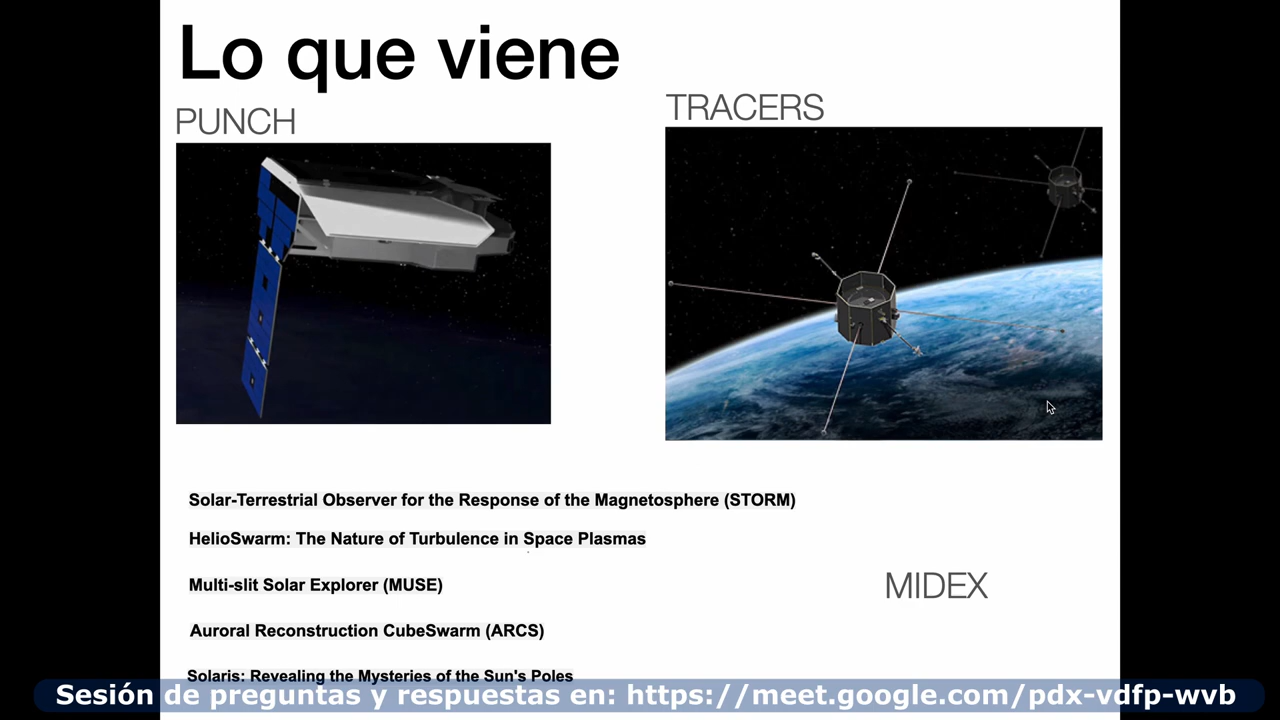 Lo que viene
PUNCH
TRACERS
Solar-Terrestrial Observer for the Response of the Magnetosphere (STORM)
HelioSwarm: The Nature of Turbulence in Space Plasmas
Multi-slit Solar Explorer (MUSE)
MIDEX
Auroral Reconstruction CubeSwarm (ARCS)
Solaris: Revealing the Mysteries of the Sun's Poles
Sesión de preguntas y respuestas en: https://meet.google.com/pdx-vdfp-wvb